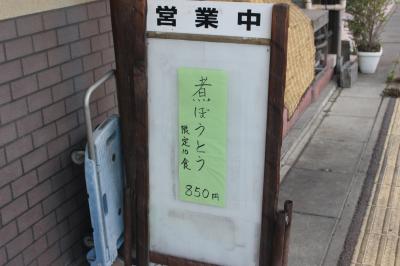 営業中
煮ぼうとう
限定10食
850円